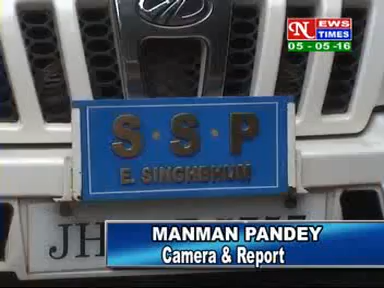 NEWS
TIMES
05 - 05 - 16
S·S·P
E. SINGHBHUM
JH
MANMAN PANDEY
Camera & Report